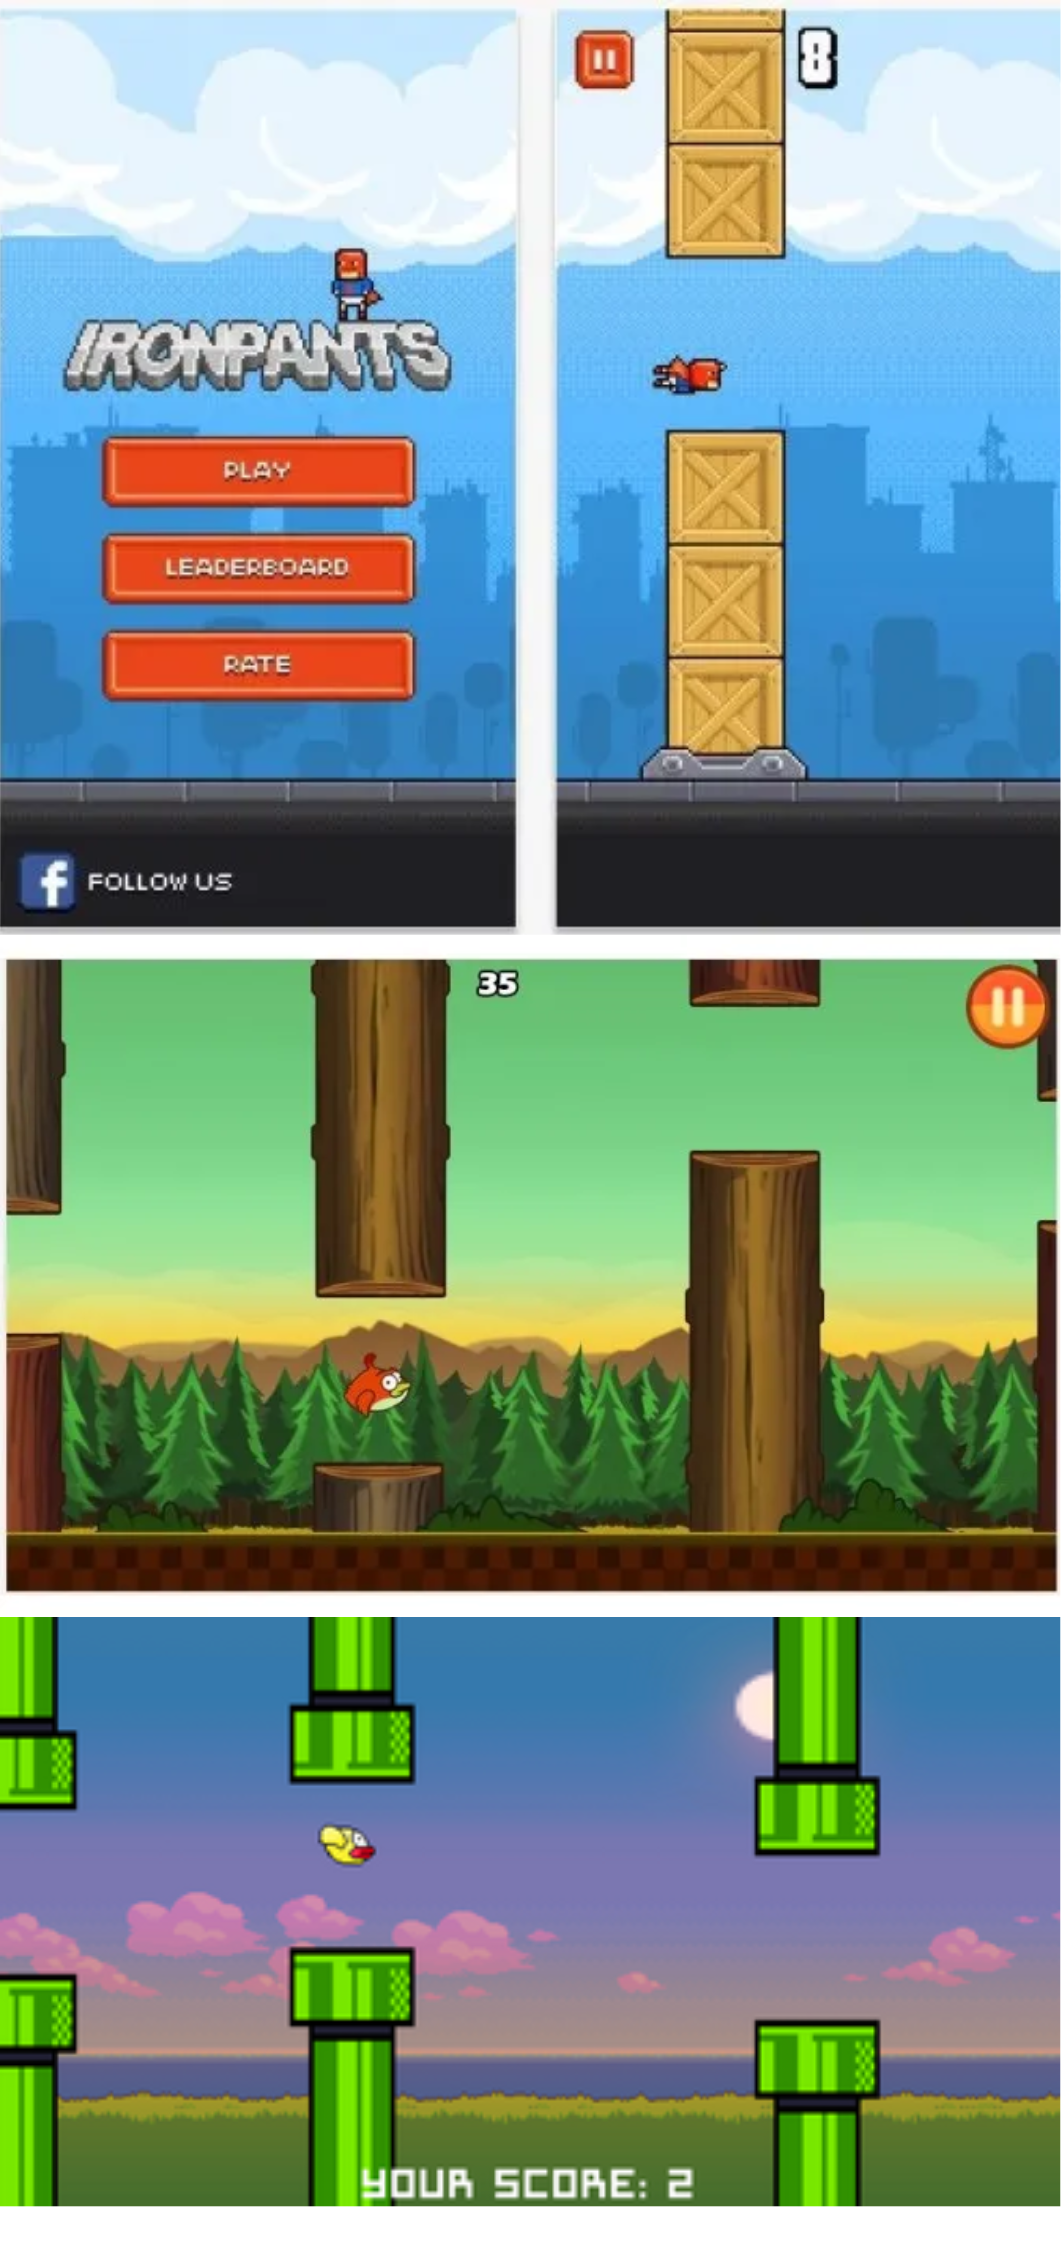 8
IRONPANTS
PLAY
LEADERBOARD
RATE
f FOLLOW US
35
YOUR SCORE: 2